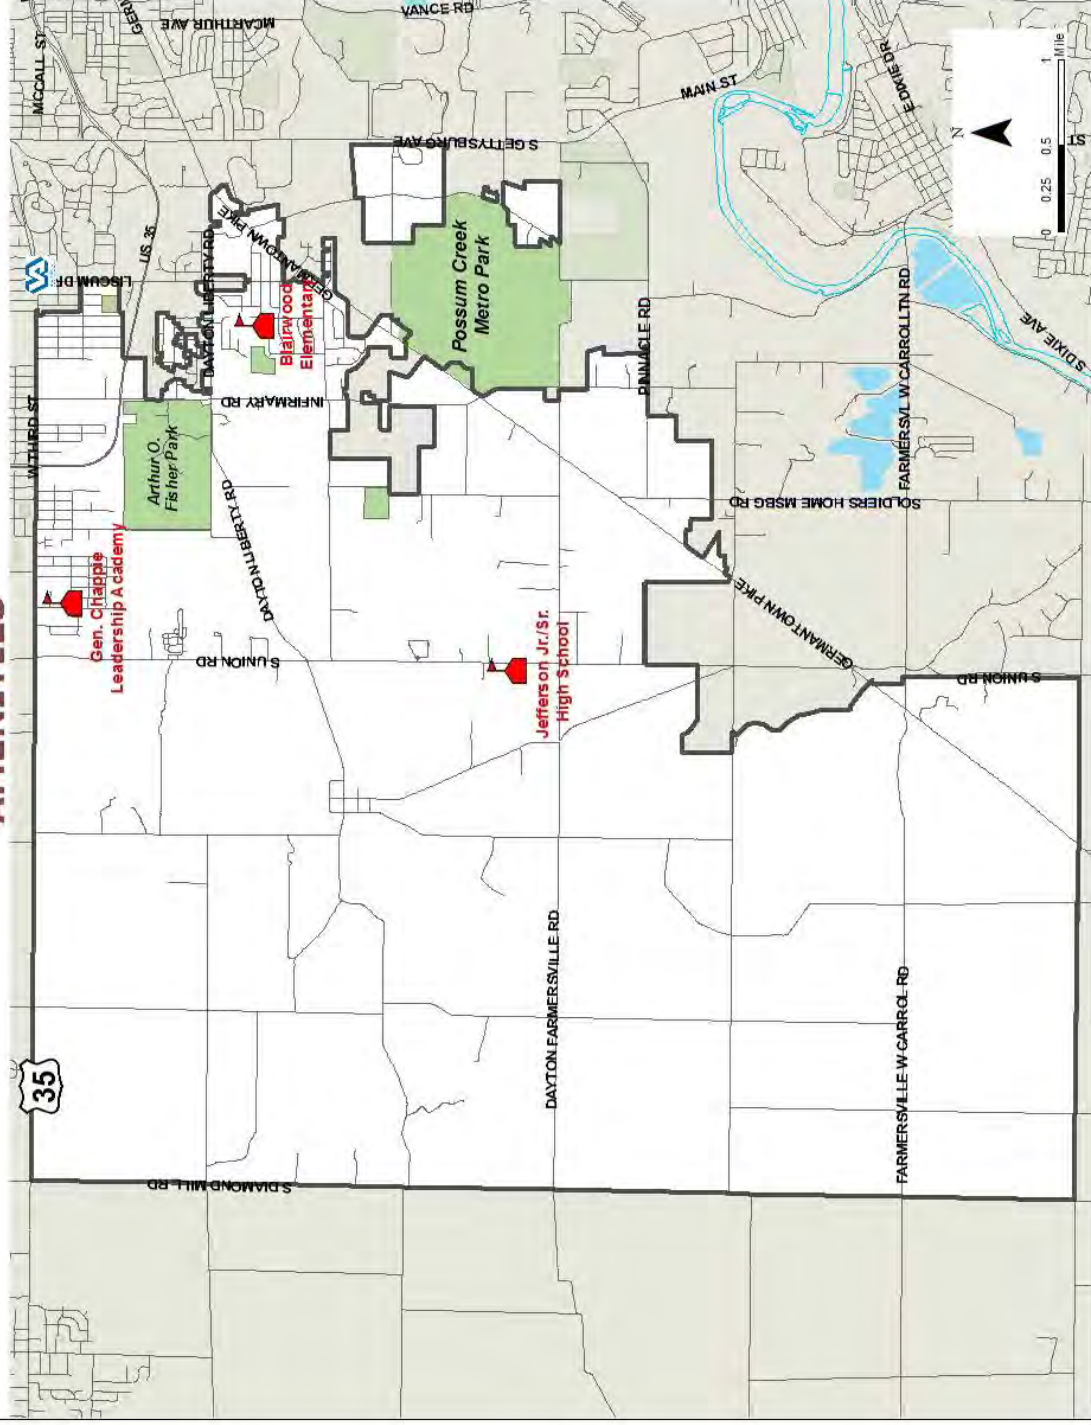 MCCALL ST
MCARTHUR AVE
VANCE RD
MAIN ST
E DIXIE DR
S GETTYSBURG AVE
ST
N
0
0.25
0.5
1
Mile
US 35
LISCUM DR
DAYTON LIBERTY RD
GERMANTOWN PIKE
Possum Creek
Metro Park
Blairwood
Elementary
PINNACLE RD
FARMERSVL W CARROLLTN RD
S DIXIE AVE
W THIRD ST
INFIRMARY RD
Arthur O.
Fisher Park
DAYTON LIBERTY RD
SOLDIERS HOME MSBG RD
Gen. Chappie
Leadership Academy
S UNION RD
Jefferson Jr./Sr.
High School
GERMANTOWN PIKE
S UNION RD
DAYTON FARMERSVILLE RD
FARMERSVILLE W CARROL RD
35
S DIAMOND MILL RD